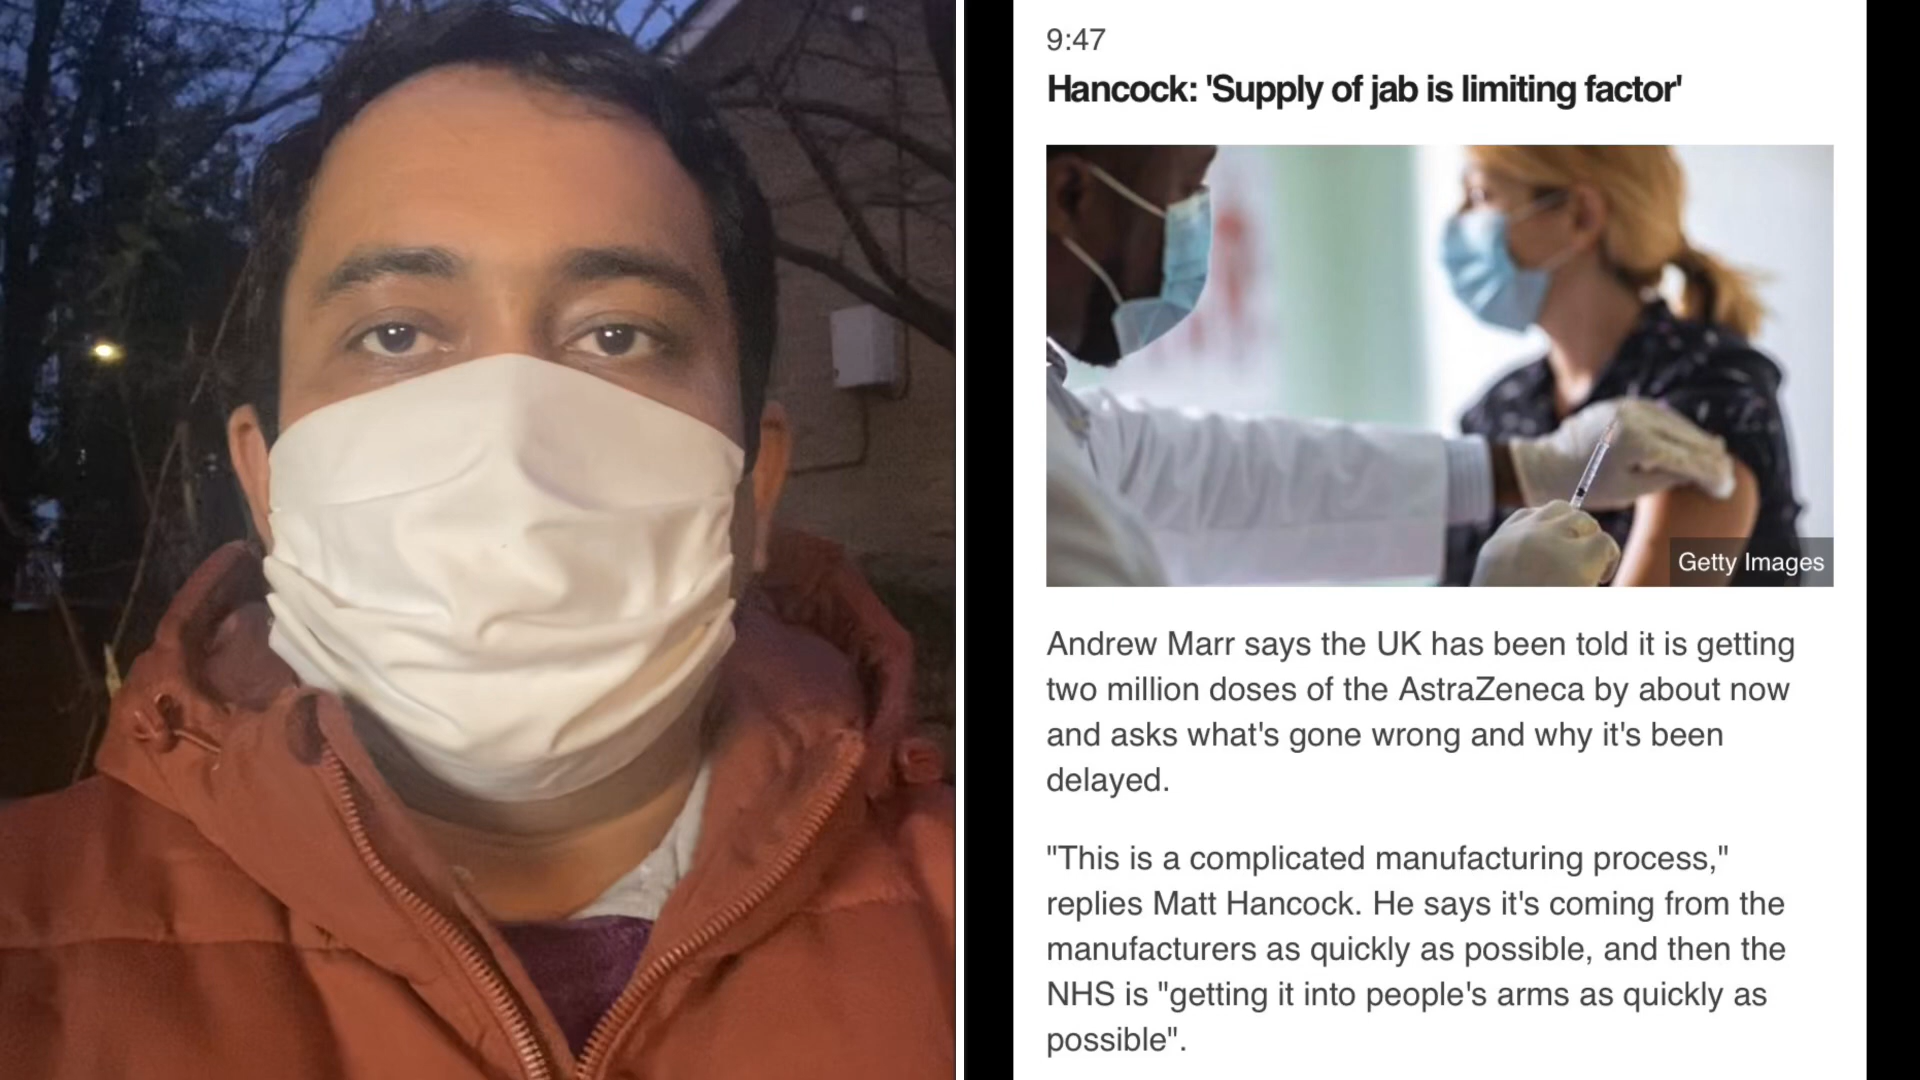 9:47
Hancock: 'Supply of jab is limiting factor'
Getty Images
Andrew Marr says the UK has been told it is getting
two million doses of the AstraZeneca by about now
and asks what's gone wrong and why it's been
delayed.
"This is a complicated manufacturing process,"
replies Matt Hancock. He says it's coming from the
manufacturers as quickly as possible, and then the
NHS is "getting it into people's arms as quickly as
possible".